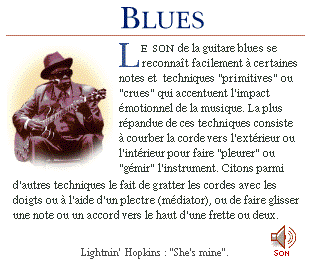 BLUES
LE SON de la guitare blues se
reconnaît facilement à certaines
notes et techniques "primitives" ou
"crues" qui accentuent l'impact
émotionnel de la musique. La plus
répandue de ces techniques consiste
à courber la corde vers l'extérieur ou
l'intérieur pour faire "pleurer" ou
"gémir" l'instrument. Citons parmi
d'autres techniques le fait de gratter les cordes avec les
doigts ou à l'aide d'un plectre (médiator), ou de faire glisser
une note ou un accord vers le haut d'une frette ou deux.
SON
Lightnin' Hopkins : "She's mine".